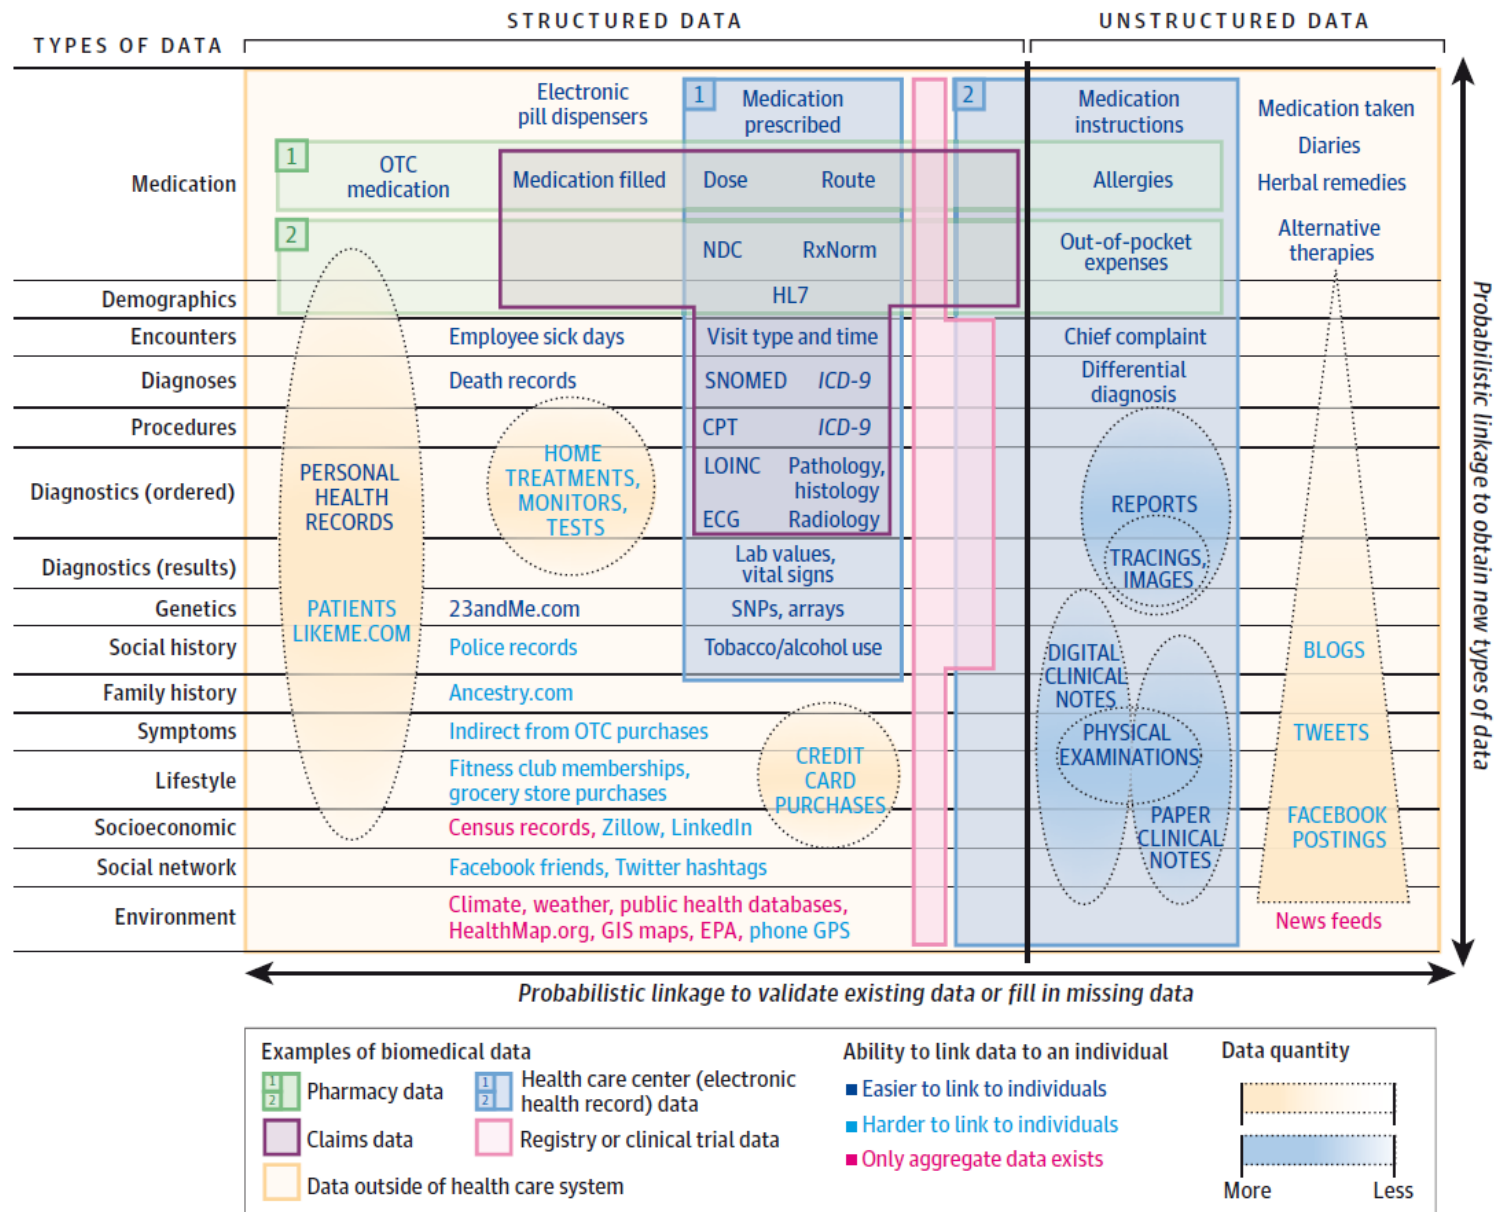 STRUCTURED DATA
UNSTRUCTURED DATA
TYPES OF DATA
Electronic
pill dispensers
1
Medication
prescribed
2
Medication
instructions
Medication taken
Diaries
Herbal remedies
Alternative
therapies
Medication
1
OTC
medication
Medication filled
Dose
Route
Allergies
2
NDC
RxNorm
Out-of-pocket
expenses
Demographics
HL7
Encounters
Employee sick days
Visit type and time
Chief complaint
Diagnoses
Death records
SNOMED
ICD-9
Differential
diagnosis
Procedures
CPT
ICD-9
Diagnostics (ordered)
PERSONAL
HEALTH
RECORDS
HOME
TREATMENTS,
MONITORS,
TESTS
LOINC
Pathology,
histology
ECG
Radiology
REPORTS
Diagnostics (results)
Lab values,
vital signs
TRACINGS,
IMAGES
Genetics
PATIENTS
LIKEME.COM
23andMe.com
SNPs, arrays
Social history
Police records
Tobacco/alcohol use
DIGITAL
CLINICAL
NOTES
BLOGS
Family history
Ancestry.com
Symptoms
Indirect from OTC purchases
PHYSICAL
EXAMINATIONS
TWEETS
Lifestyle
Fitness club memberships,
grocery store purchases
CREDIT
CARD
PURCHASES
Socioeconomic
Census records, Zillow, LinkedIn
PAPER
CLINICAL
NOTES
FACEBOOK
POSTINGS
Social network
Facebook friends, Twitter hashtags
Environment
Climate, weather, public health databases,
HealthMap.org, GIS maps, EPA, phone GPS
News feeds
Probabilistic linkage to obtain new types of data
Probabilistic linkage to validate existing data or fill in missing data
Examples of biomedical data
1
2
Pharmacy data
1
2
Health care center (electronic
health record) data
Claims data
Registry or clinical trial data
Data outside of health care system
Ability to link data to an individual
Easier to link to individuals
Harder to link to individuals
Only aggregate data exists
Data quantity
More
Less